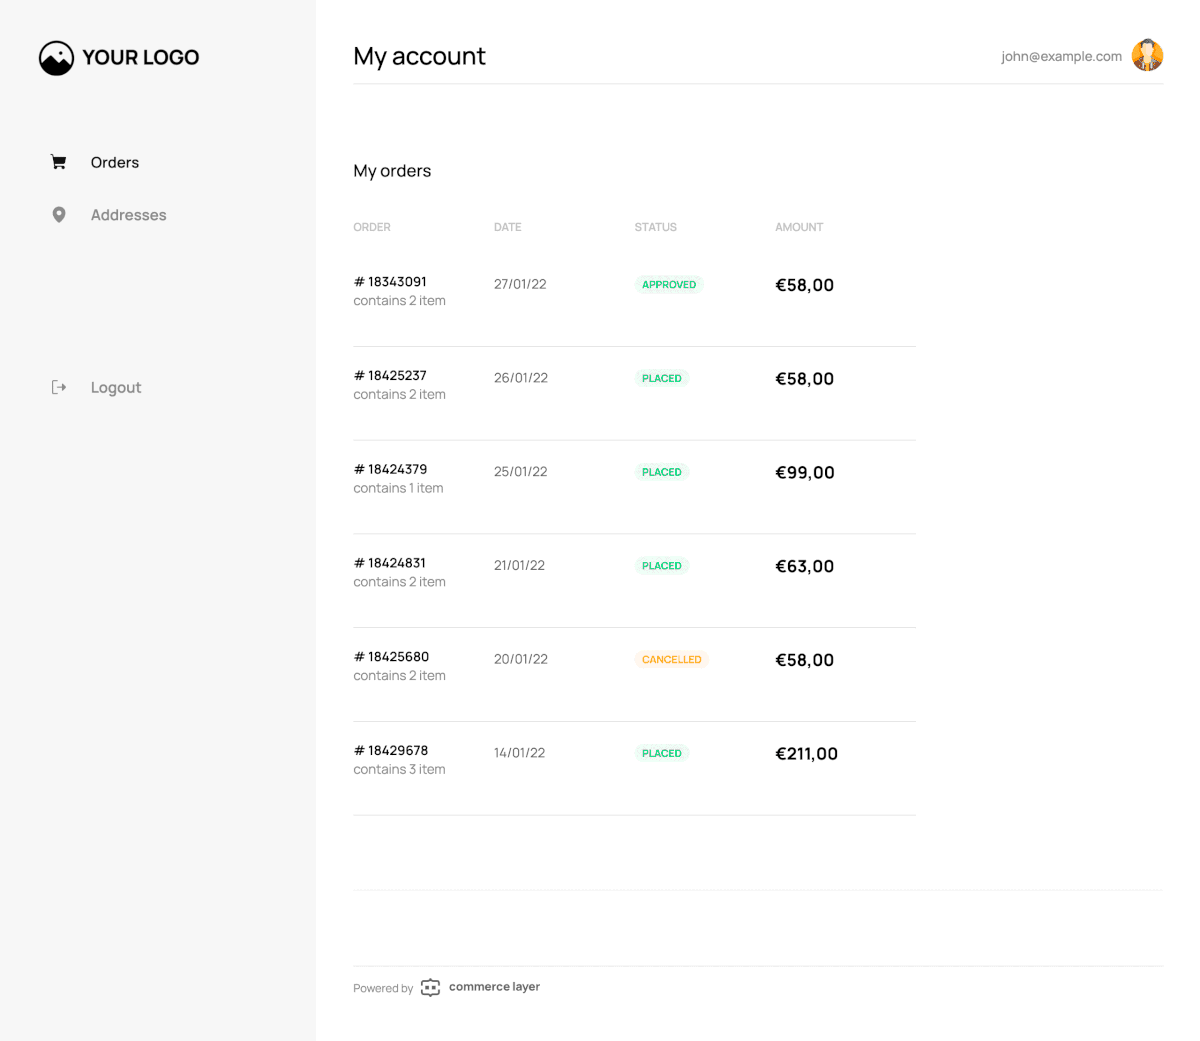 YOUR LOGO
My account
john@example.com
Orders
Addresses
Logout
My orders
ORDER DATE STATUS AMOUNT
# 18343091 27/01/22 APPROVED €58,00
contains 2 item
# 18425237 26/01/22 PLACED €58,00
contains 2 item
# 18424379 25/01/22 PLACED €99,00
contains 1 item
# 18424831 21/01/22 PLACED €63,00
contains 2 item
# 18425680 20/01/22 CANCELLED €58,00
contains 2 item
# 18429678 14/01/22 PLACED €211,00
contains 3 item
Powered by commerce layer